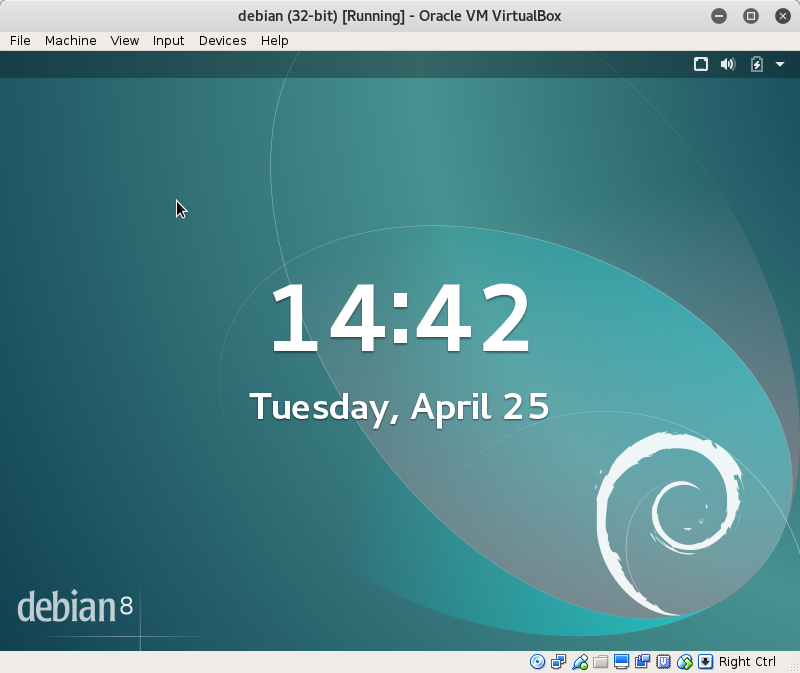 debian (32-bit) [Running] - Oracle VM VirtualBox
File Machine View Input Devices Help
14:42
Tuesday, April 25
debian 8
Right Ctrl